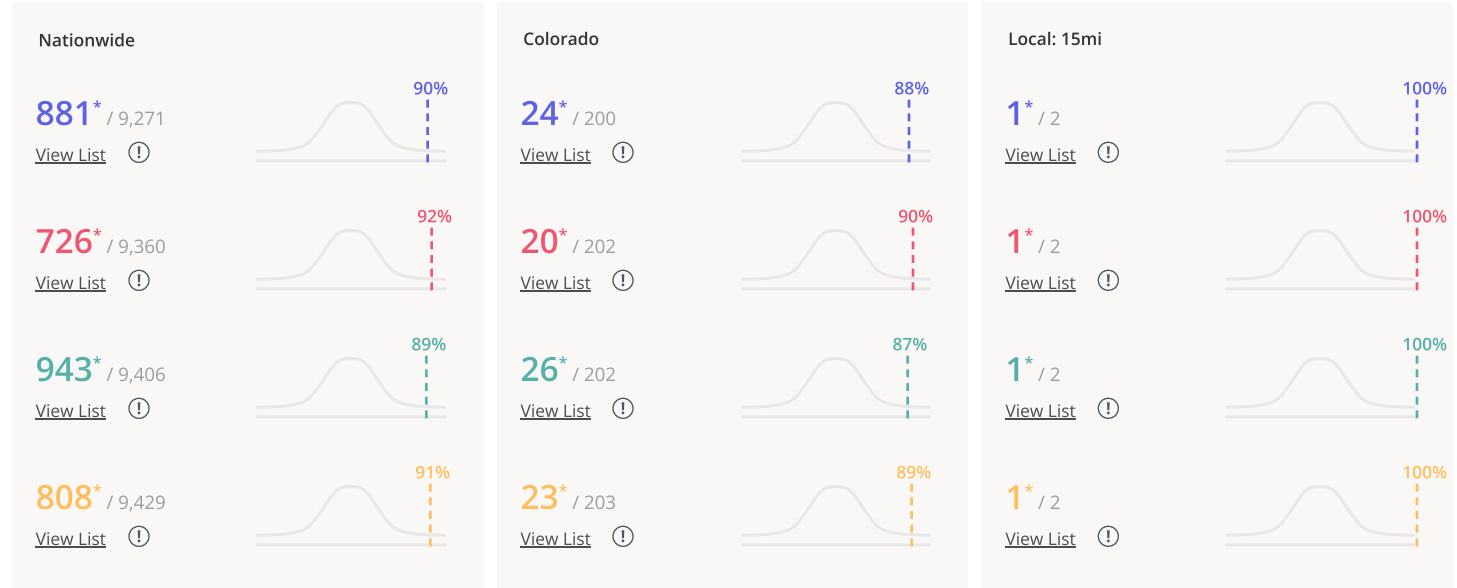 Nationwide
90%
881* / 9,271
View List
92%
726* / 9,360
View List
89%
943* / 9,406
View List
91%
808* / 9,429
View List
Colorado
88%
24* / 200
View List
90%
20* / 202
View List
87%
26* / 202
View List
89%
23* / 203
View List
Local: 15mi
100%
1* / 2
View List
100%
1* / 2
View List
100%
1* / 2
View List
100%
1* / 2
View List